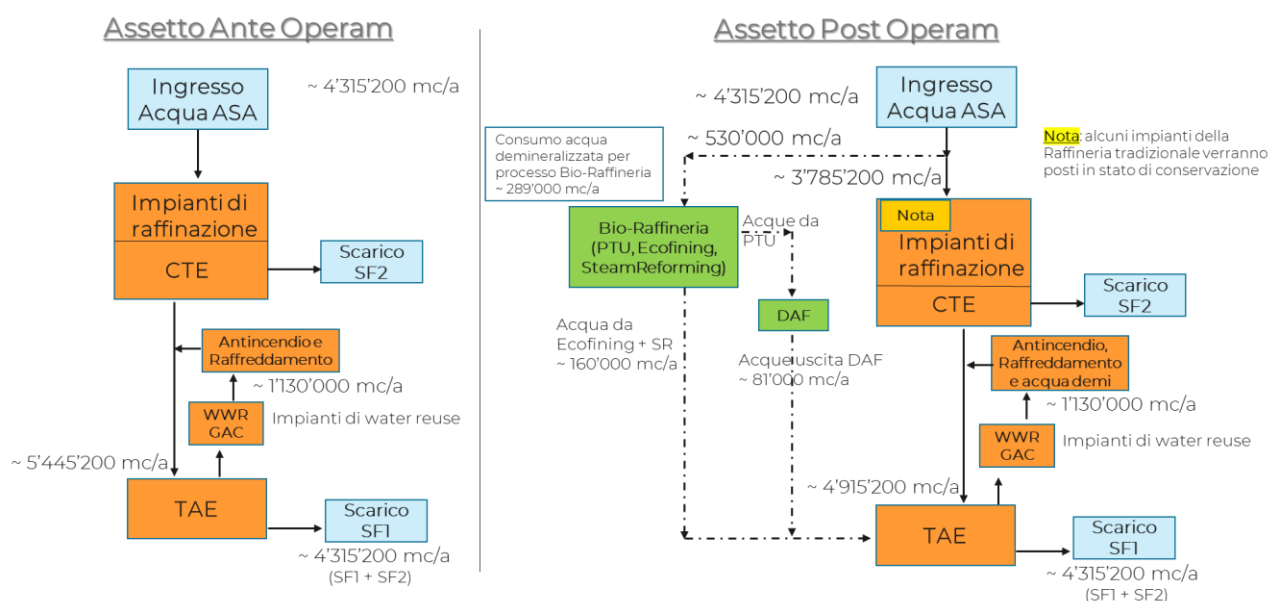 Assetto Ante Operam
Ingresso
Acqua ASA
~ 4'315'200 mc/a
Impianti di
raffinazione
CTE
Scarico
SF2
Antincendio e
Raffreddamento
~ 1'130'000 mc/a
WWR
GAC
Impianti di water reuse
~ 5'445'200 mc/a
TAE
Scarico
SF1
~ 4'315'200 mc/a
(SF1 + SF2)
Assetto Post Operam
~ 4'315'200 mc/a
Ingresso
Acqua ASA
~ 530'000 mc/a
~ 3'785'200 mc/a
Nota: alcuni impianti della
Raffineria tradizionale verranno
posti in stato di conservazione
Consumo acqua
demineralizzata per
processo Bio-Raffineria
~ 289'000 mc/a
Bio-Raffineria
(PTU, Ecofining,
SteamReforming)
Acque da
PTU
DAF
Nota
Impianti di
raffinazione
CTE
Scarico
SF2
Acqua da
Ecofining + SR
~ 160'000 mc/a
Acque uscita DAF
~ 81'000 mc/a
Antincendio,
Raffreddamento
e acqua demi
~ 1'130'000 mc/a
WWR
GAC
Impianti di water reuse
~ 4'915'200 mc/a
TAE
Scarico
SF1
~ 4'315'200 mc/a
(SF1 + SF2)